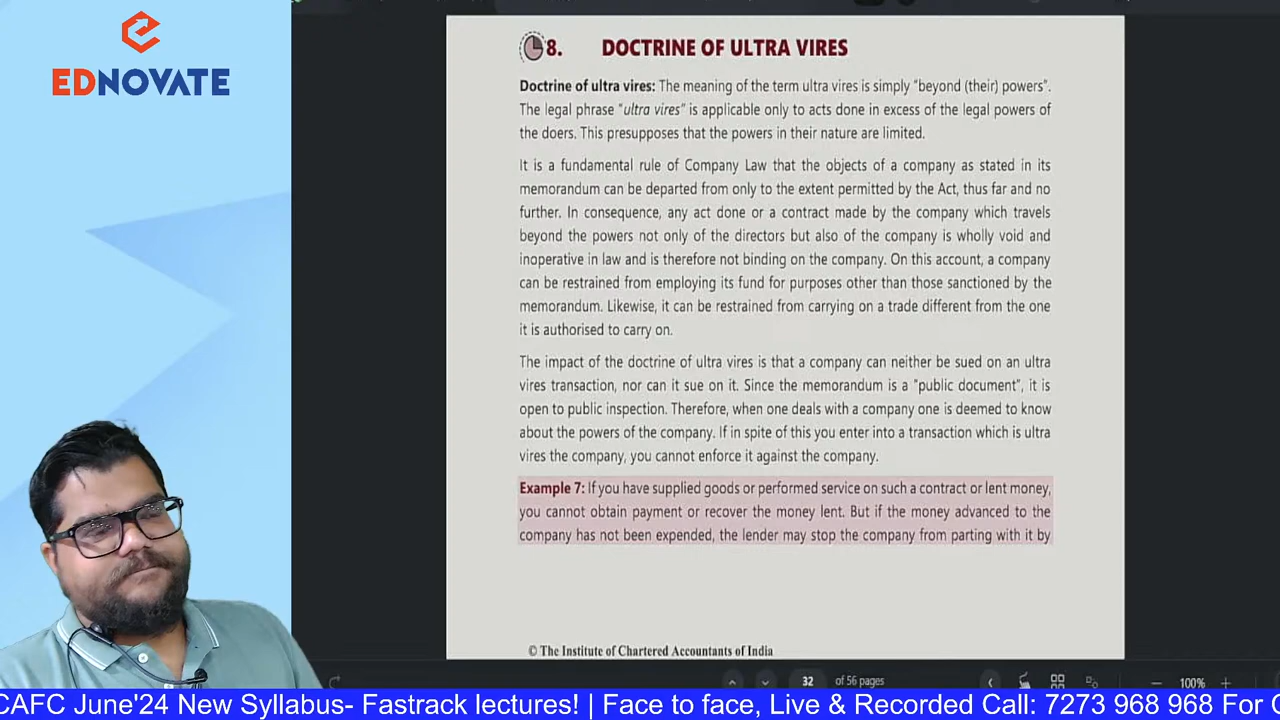 EDNOVATE
8. DOCTRINE OF ULTRA VIRES
Doctrine of ultra vires: The meaning of the term ultra vires is simply “beyond (their) powers”.
The legal phrase “ultra vires” is applicable only to acts done in excess of the legal powers of
the doers. This presupposes that the powers in their nature are limited.
It is a fundamental rule of Company Law that the objects of a company as stated in its
memorandum can be departed from only to the extent permitted by the Act, thus far and no
further. In consequence, any act done or a contract made by the company which travels
beyond the powers not only of the directors but also of the company is wholly void and
inoperative in law and is therefore not binding on the company. On this account, a company
can be restrained from employing its fund for purposes other than those sanctioned by the
memorandum. Likewise, it can be restrained from carrying on a trade different from the one
it is authorised to carry on.
The impact of the doctrine of ultra vires is that a company can neither be sued on an ultra
vires transaction, nor can it sue on it. Since the memorandum is a “public document”, it is
open to public inspection. Therefore, when one deals with a company one is deemed to know
about the powers of the company. If in spite of this you enter into a transaction which is ultra
vires the company, you cannot enforce it against the company.
Example 7: If you have supplied goods or performed service on such a contract or lent money,
you cannot obtain payment or recover the money lent. But if the money advanced to the
company has not been expended, the lender may stop the company from parting with it by
© The Institute of Chartered Accountants of India
32 of 56 pages
100%
CAFC June'24 New Syllabus- Fastrack lectures! | Face to face, Live & Recorded Call: 7273 968 968 For